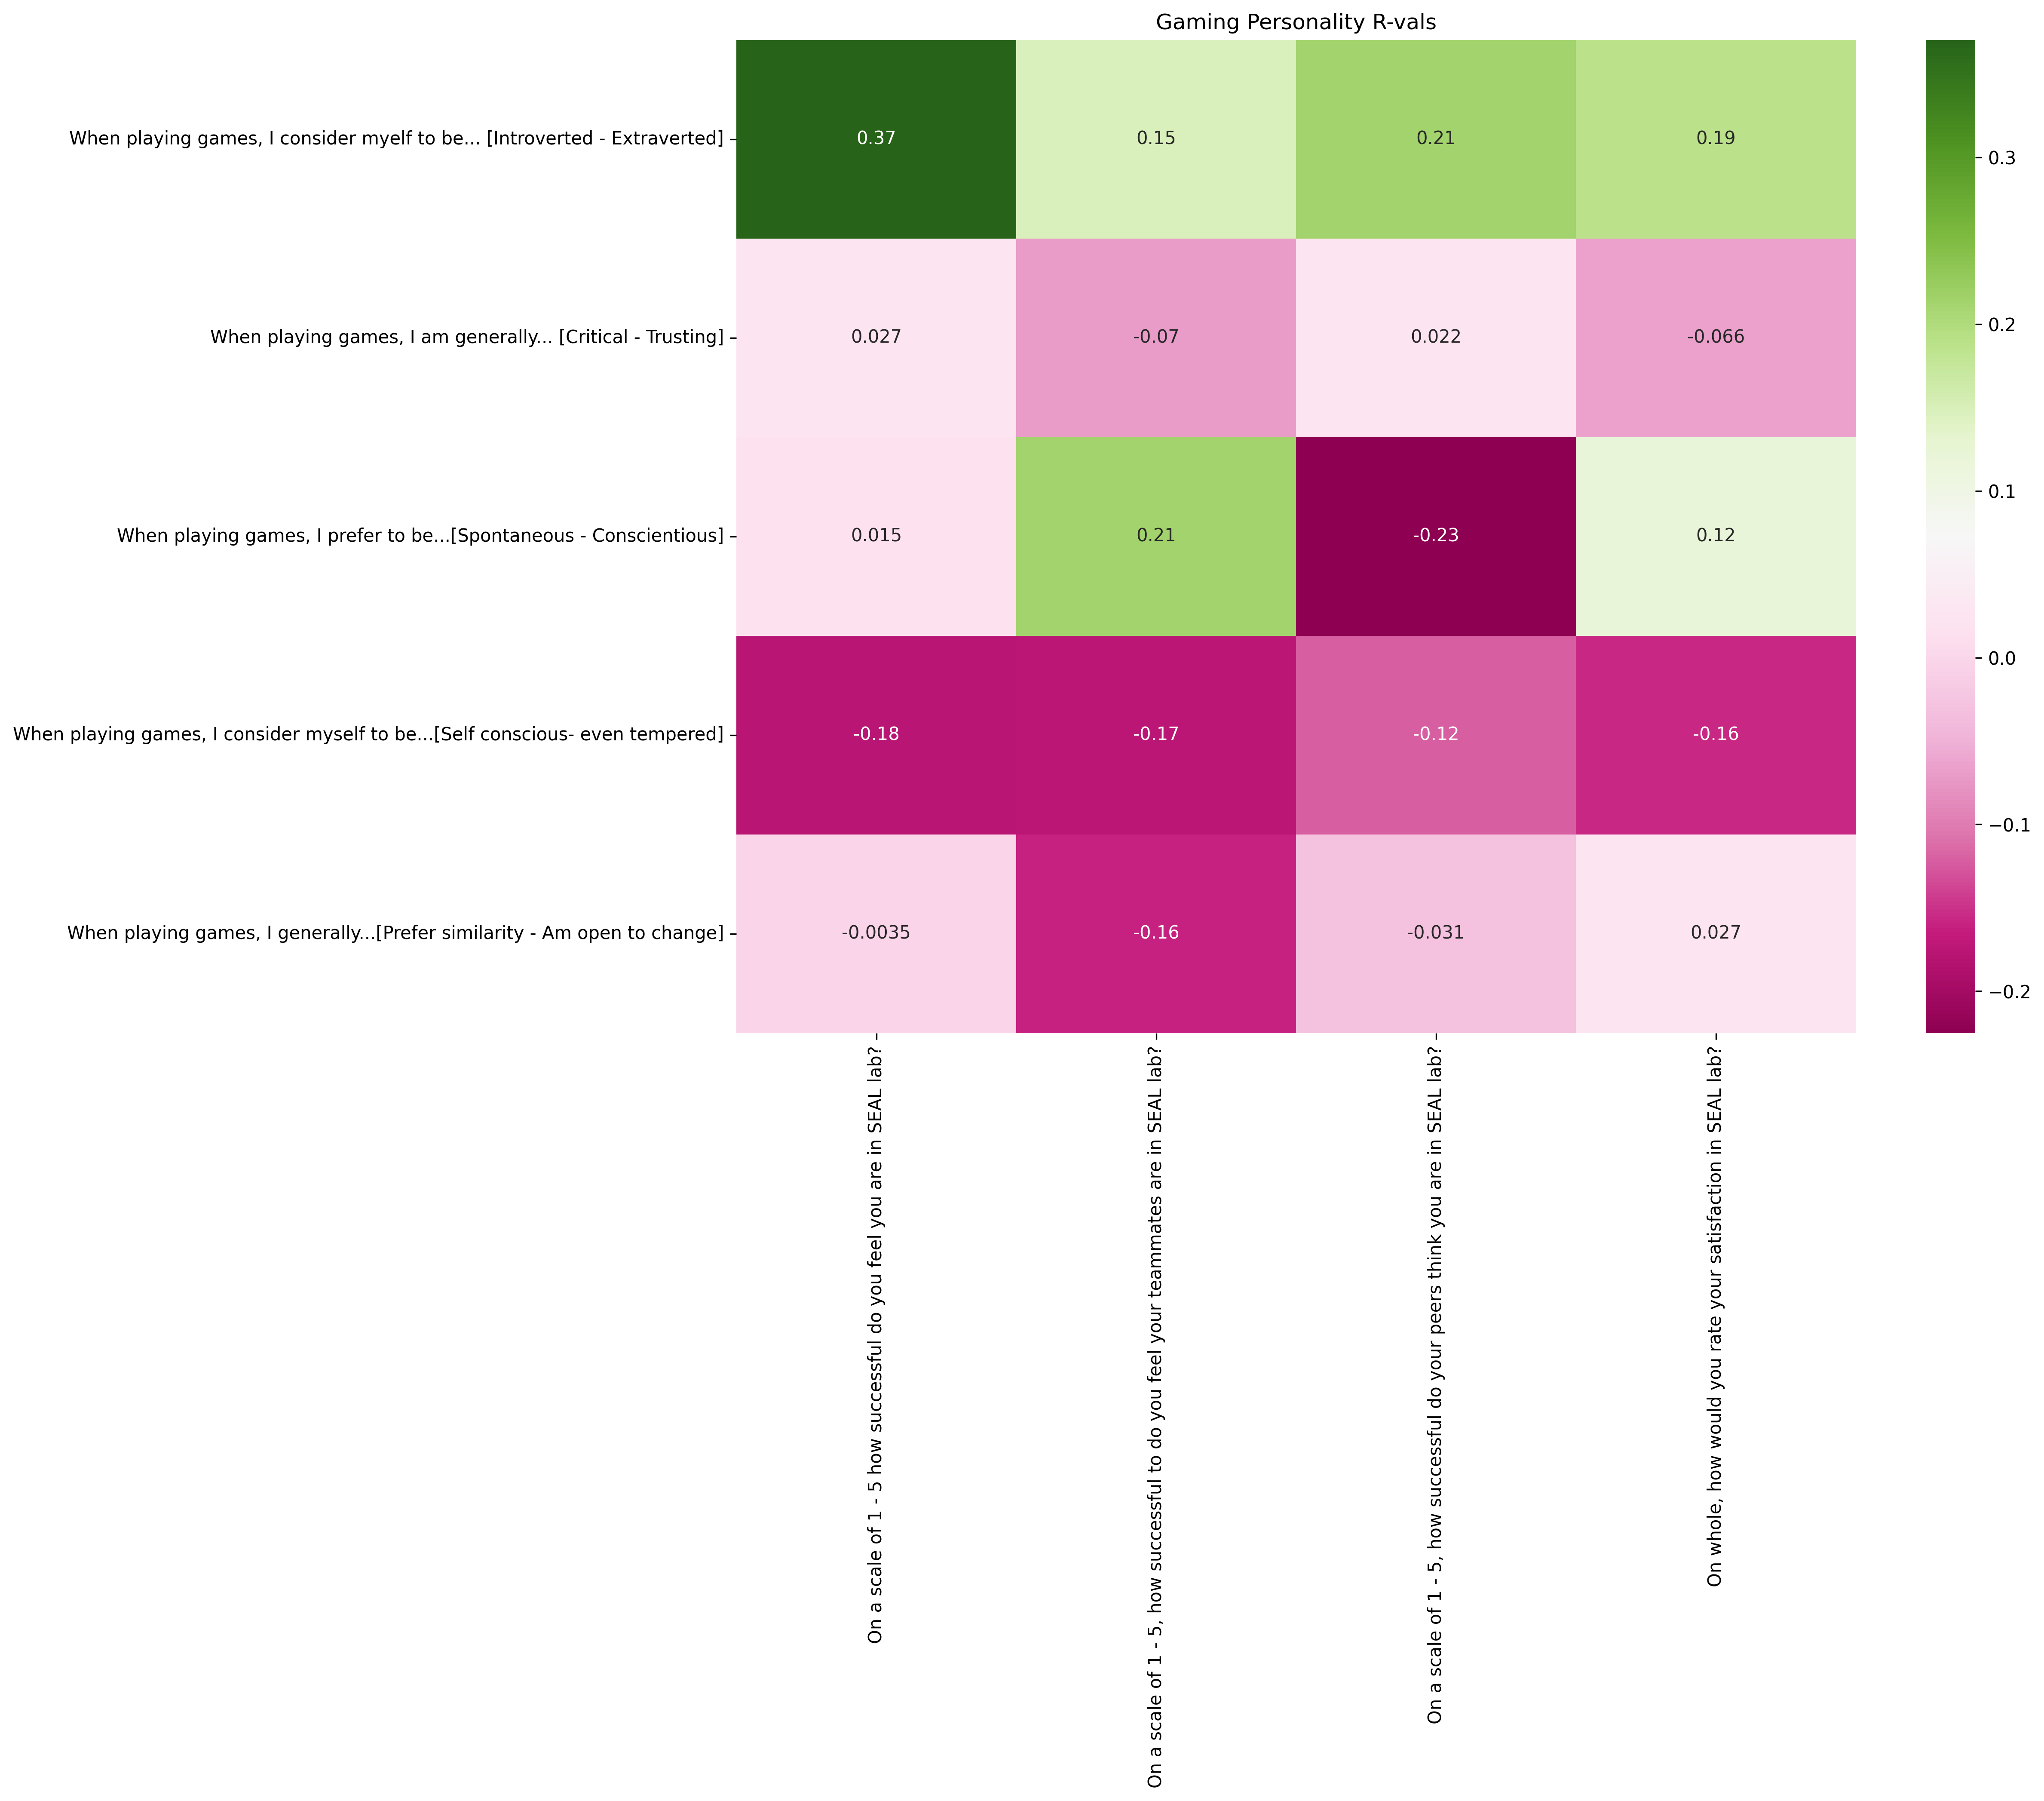 Gaming Personality R-vals
When playing games, I consider myelf to be... [Introverted - Extraverted]
0.37
0.15
0.21
0.19
When playing games, I am generally... [Critical - Trusting]
0.027
-0.07
0.022
-0.066
When playing games, I prefer to be...[Spontaneous - Conscientious]
0.015
0.21
-0.23
0.12
When playing games, I consider myself to be...[Self conscious- even tempered]
-0.18
-0.17
-0.12
-0.16
When playing games, I generally...[Prefer similarity - Am open to change]
-0.0035
-0.16
-0.031
0.027
On a scale of 1 - 5 how successful do you feel you are in SEAL lab?
On a scale of 1 - 5, how successful to do you feel your teammates are in SEAL lab?
On a scale of 1 - 5, how successful do your peers think you are in SEAL lab?
On whole, how would you rate your satisfaction in SEAL lab?
0.3
0.2
0.1
0.0
−0.1
−0.2